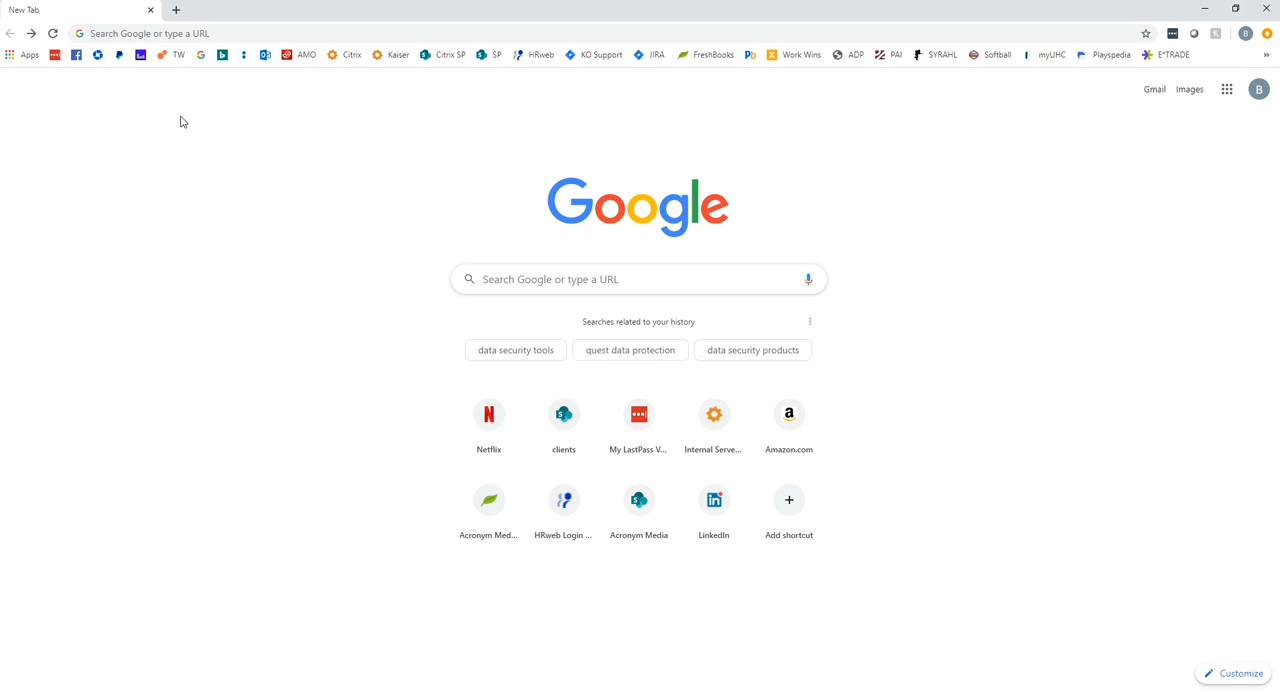 New Tab
Search Google or type a URL
Apps TW AMO Citrix Kaiser Citrix SP SP HRweb KO Support JIRA FreshBooks Work Wins ADP PAI SYRAHL Softball myUHC Playspedia E*TRADE »
Gmail Images B
Google
Search Google or type a URL
Searches related to your history
data security tools quest data protection data security products
Netflix clients My LastPass V... Internal Serve... Amazon.com
Acronym Med... HRweb Login ... Acronym Media LinkedIn Add shortcut
Customize